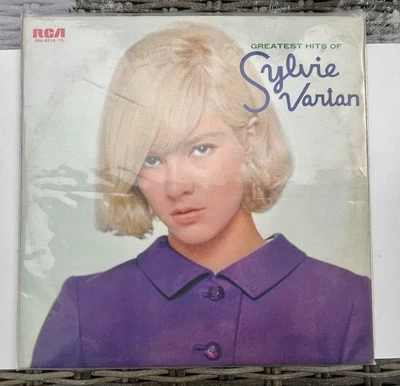 RCA
GREATEST HITS OF
Sylvie
Vartan